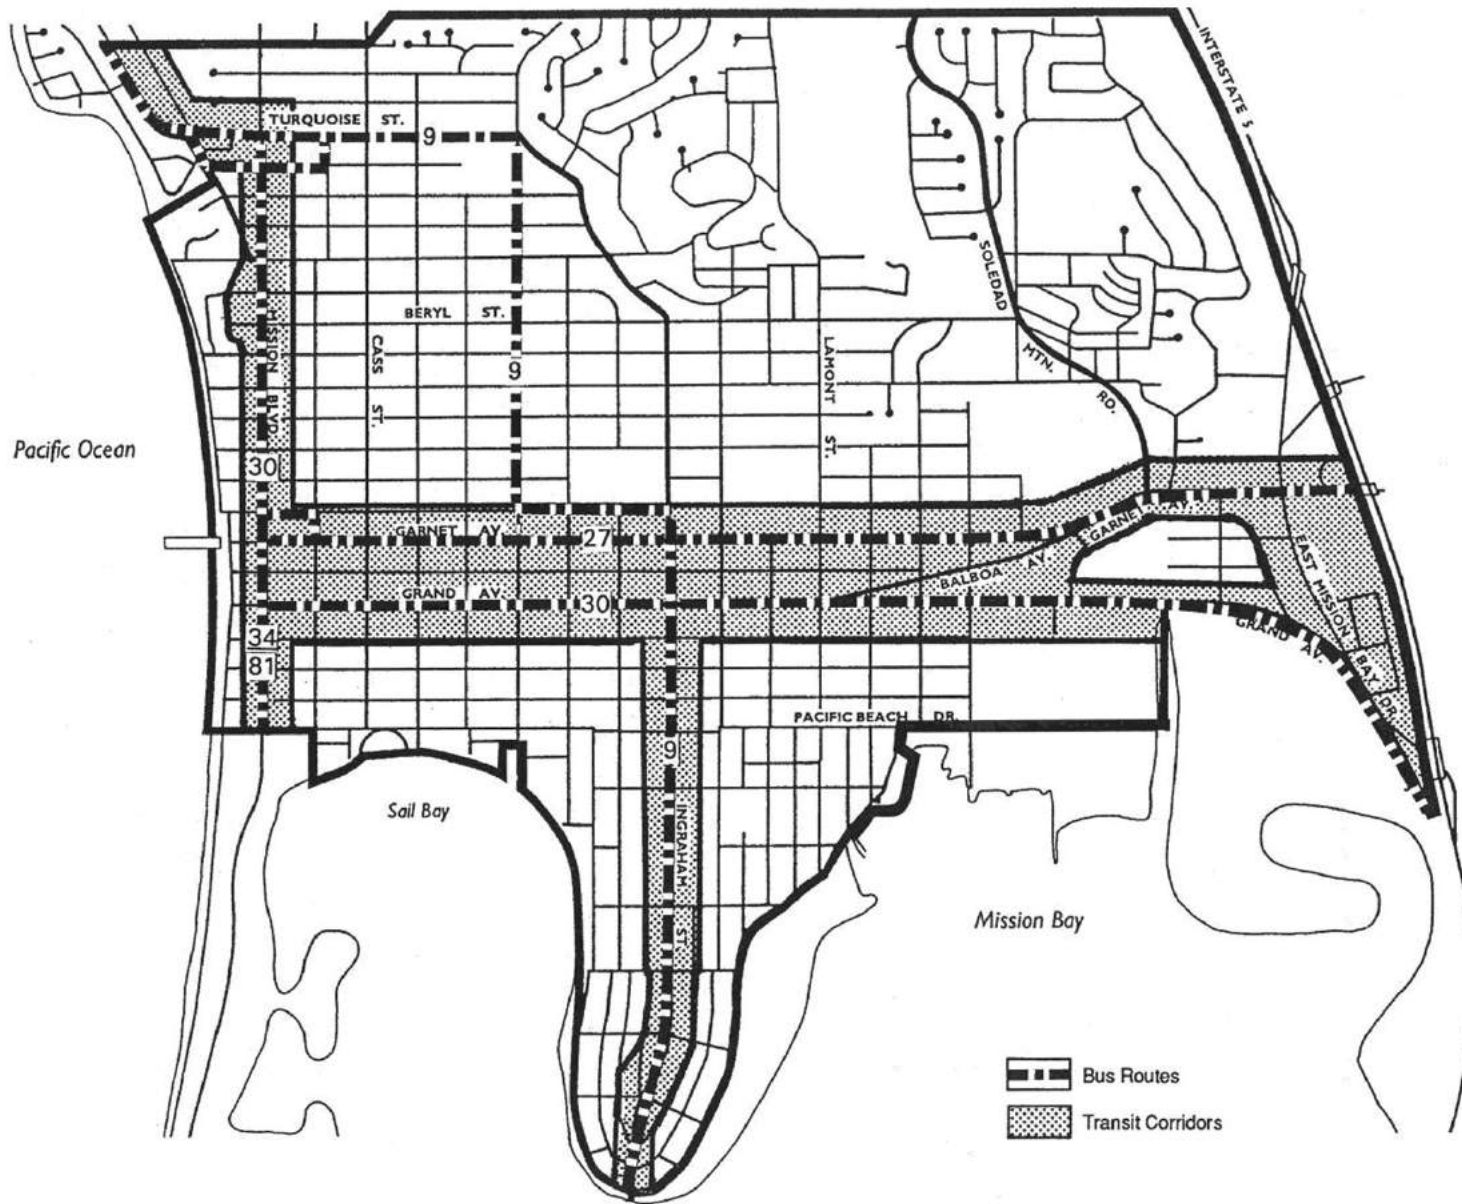 INTERSTATE 5
TURQUOISE ST.
9
SOLEDAD MTN. RD.
BERYL ST.
MISSION BLVD.
CASS ST.
9
LAMONT ST.
Pacific Ocean
30
GARNET AV.
27
GARNET AV.
BALBOA AV.
EAST MISSION BAY DR.
GRAND AV.
30
GRAND AV.
34
81
PACIFIC BEACH DR.
9
Sail Bay
INGRAHAM ST.
Mission Bay
Bus Routes
Transit Corridors